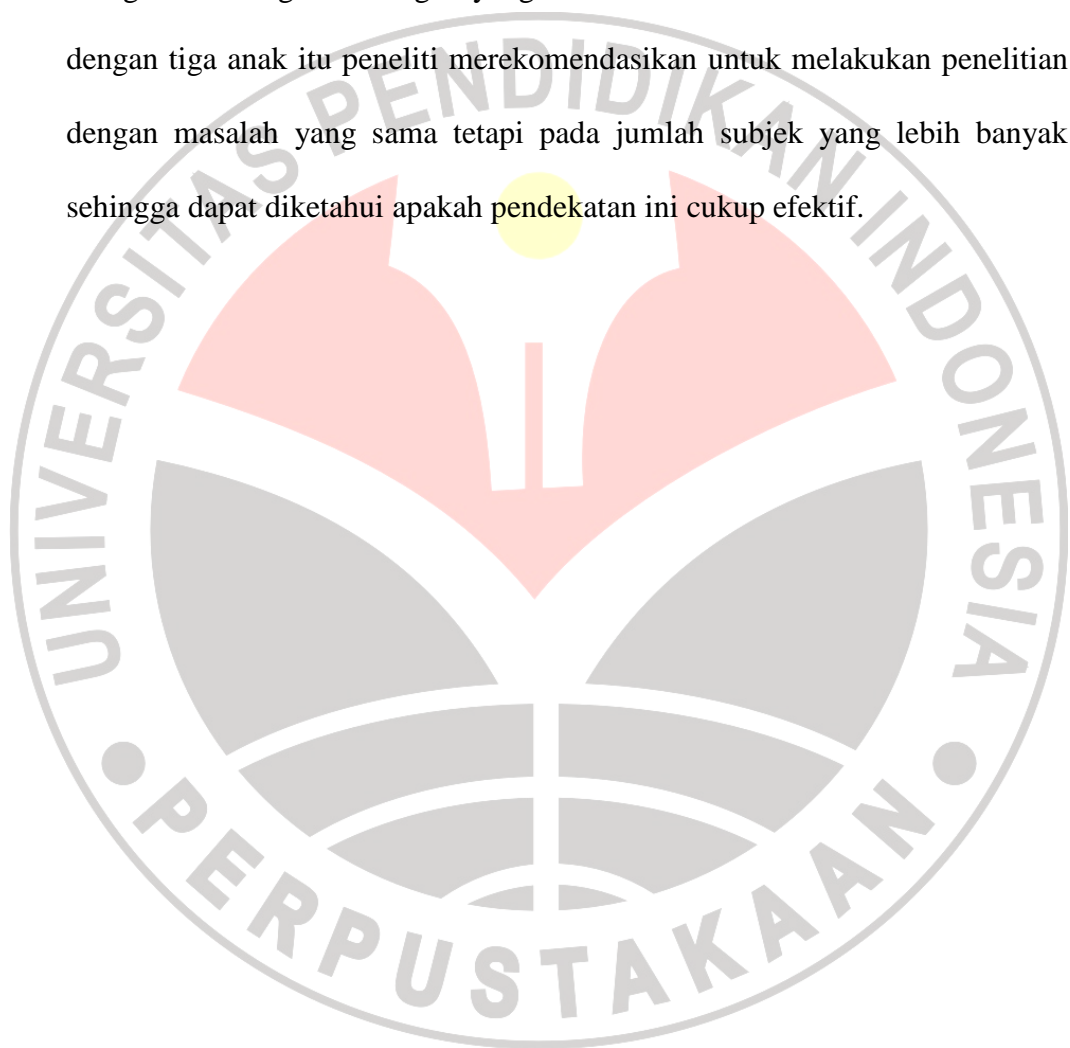 dengan tiga anak itu peneliti merekomendasikan untuk melakukan penelitian
dengan masalah yang sama tetapi pada jumlah subjek yang lebih banyak
sehingga dapat diketahui apakah pendekatan ini cukup efektif.
UNIVERSITAS PENDIDIKAN INDONESIA
PERPUSTAKAAN